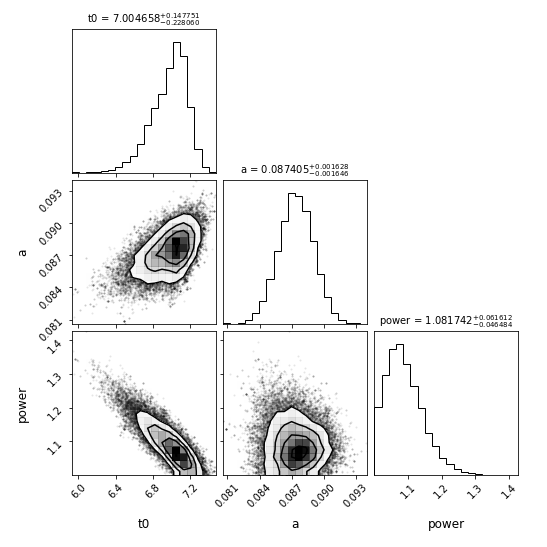 t0 = 7.004658+0.147751 −0.228060
a = 0.087405+0.001628 −0.001646
a
0.093
0.090
0.087
0.084
0.081
power = 1.081742+0.061612 −0.046484
power
1.4
1.3
1.2
1.1
6.0 6.4 6.8 7.2
0.081 0.084 0.087 0.090 0.093
1.1 1.2 1.3 1.4
t0 a power